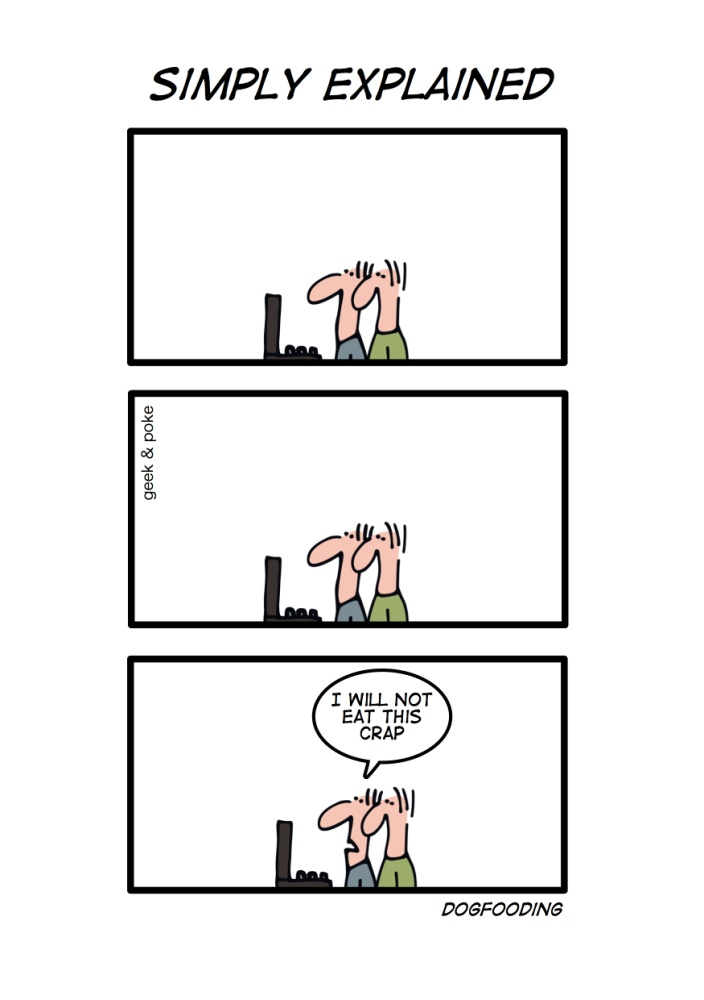 SIMPLY EXPLAINED
geek & poke
I WILL NOT
EAT THIS
CRAP
DOGFOODING